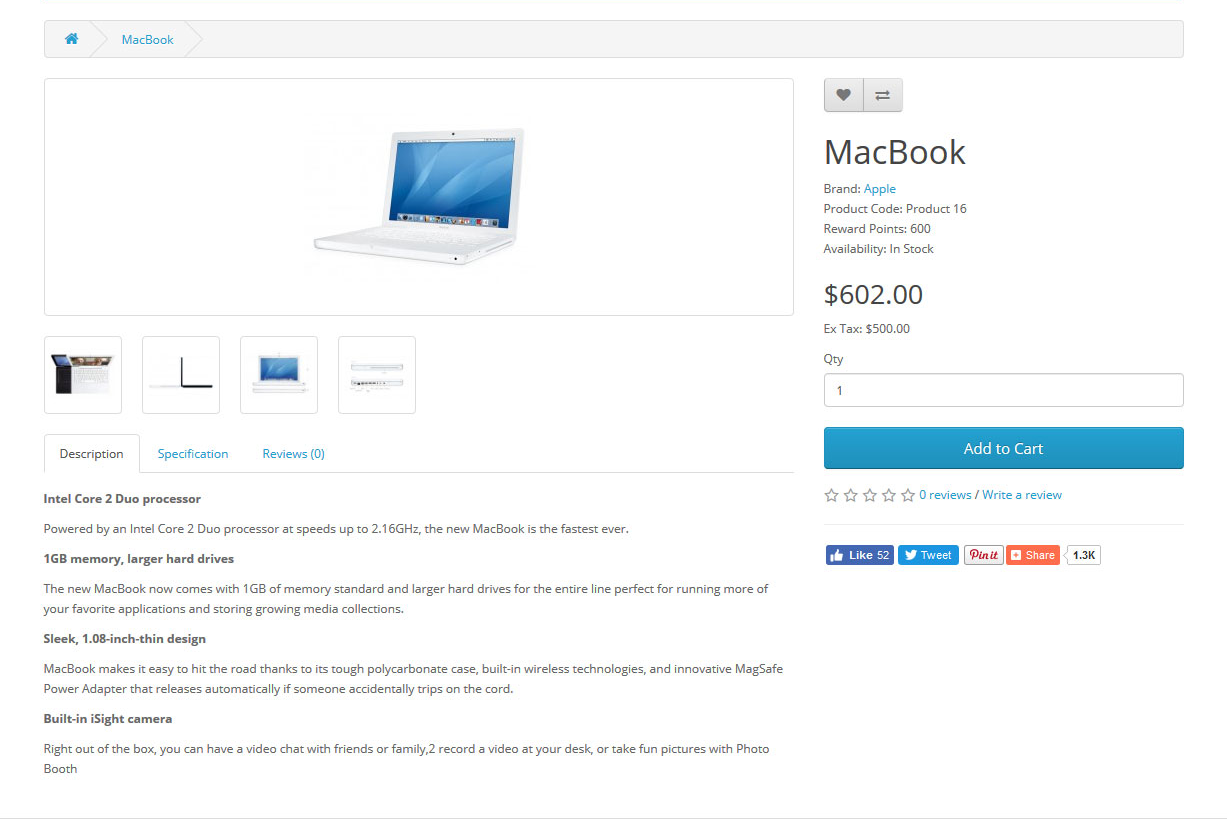 MacBook
MacBook
Brand: Apple
Product Code: Product 16
Reward Points: 600
Availability: In Stock
$602.00
Ex Tax: $500.00
Qty
1
Add to Cart
0 reviews / Write a review
Like 52 Tweet Pin it Share 1.3K
Description Specification Reviews (0)
Intel Core 2 Duo processor
Powered by an Intel Core 2 Duo processor at speeds up to 2.16GHz, the new MacBook is the fastest ever.
1GB memory, larger hard drives
The new MacBook now comes with 1GB of memory standard and larger hard drives for the entire line perfect for running more of
your favorite applications and storing growing media collections.
Sleek, 1.08-inch-thin design
MacBook makes it easy to hit the road thanks to its tough polycarbonate case, built-in wireless technologies, and innovative MagSafe
Power Adapter that releases automatically if someone accidentally trips on the cord.
Built-in iSight camera
Right out of the box, you can have a video chat with friends or family,2 record a video at your desk, or take fun pictures with Photo
Booth